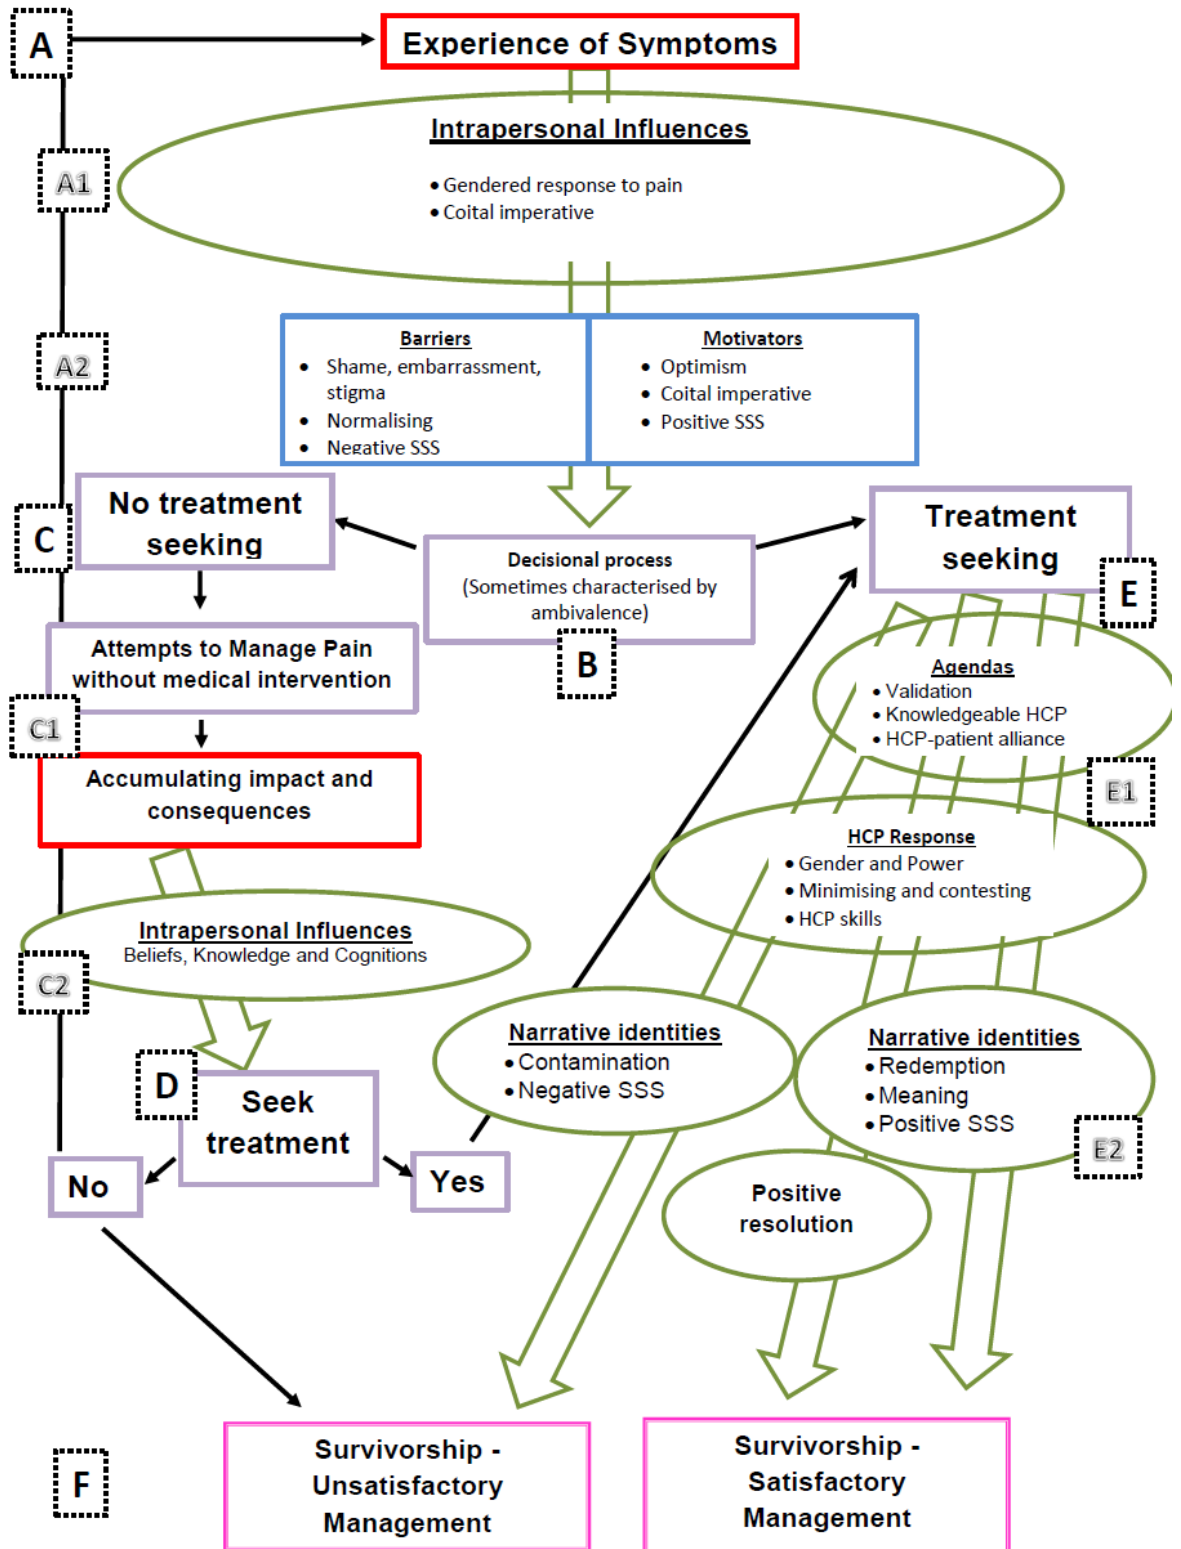 A
Experience of Symptoms
Intrapersonal Influences
• Gendered response to pain
• Coital imperative
A1
A2
Barriers
• Shame, embarrassment,
stigma
• Normalising
• Negative SSS
Motivators
• Optimism
• Coital imperative
• Positive SSS
C
No treatment
seeking
Decisional process
(Sometimes characterised by
ambivalence)
B
Treatment
seeking
E
Attempts to Manage Pain
without medical intervention
C1
Agendas
• Validation
• Knowledgeable HCP
• HCP-patient alliance
E1
Accumulating impact and
consequences
HCP Response
• Gender and Power
• Minimising and contesting
• HCP skills
Intrapersonal Influences
Beliefs, Knowledge and Cognitions
C2
Narrative identities
• Contamination
• Negative SSS
Narrative identities
• Redemption
• Meaning
• Positive SSS
E2
D
Seek
treatment
No
Yes
Positive
resolution
F
Survivorship -
Unsatisfactory
Management
Survivorship -
Satisfactory
Management